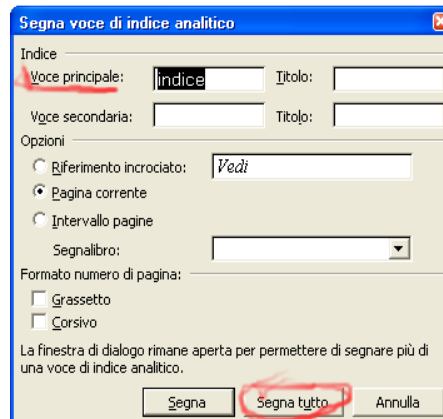 Segna voce di indice analitico
Indice
Voce principale: indice Titolo:
Voce secondaria: Titolo:
Opzioni
Riferimento incrociato: Vedi
Pagina corrente
Intervallo pagine
Segnalibro:
Formato numero di pagina:
Grassetto
Corsivo
La finestra di dialogo rimane aperta per permettere di segnare più di
una voce di indice analitico.
Segna Segna tutto Annulla